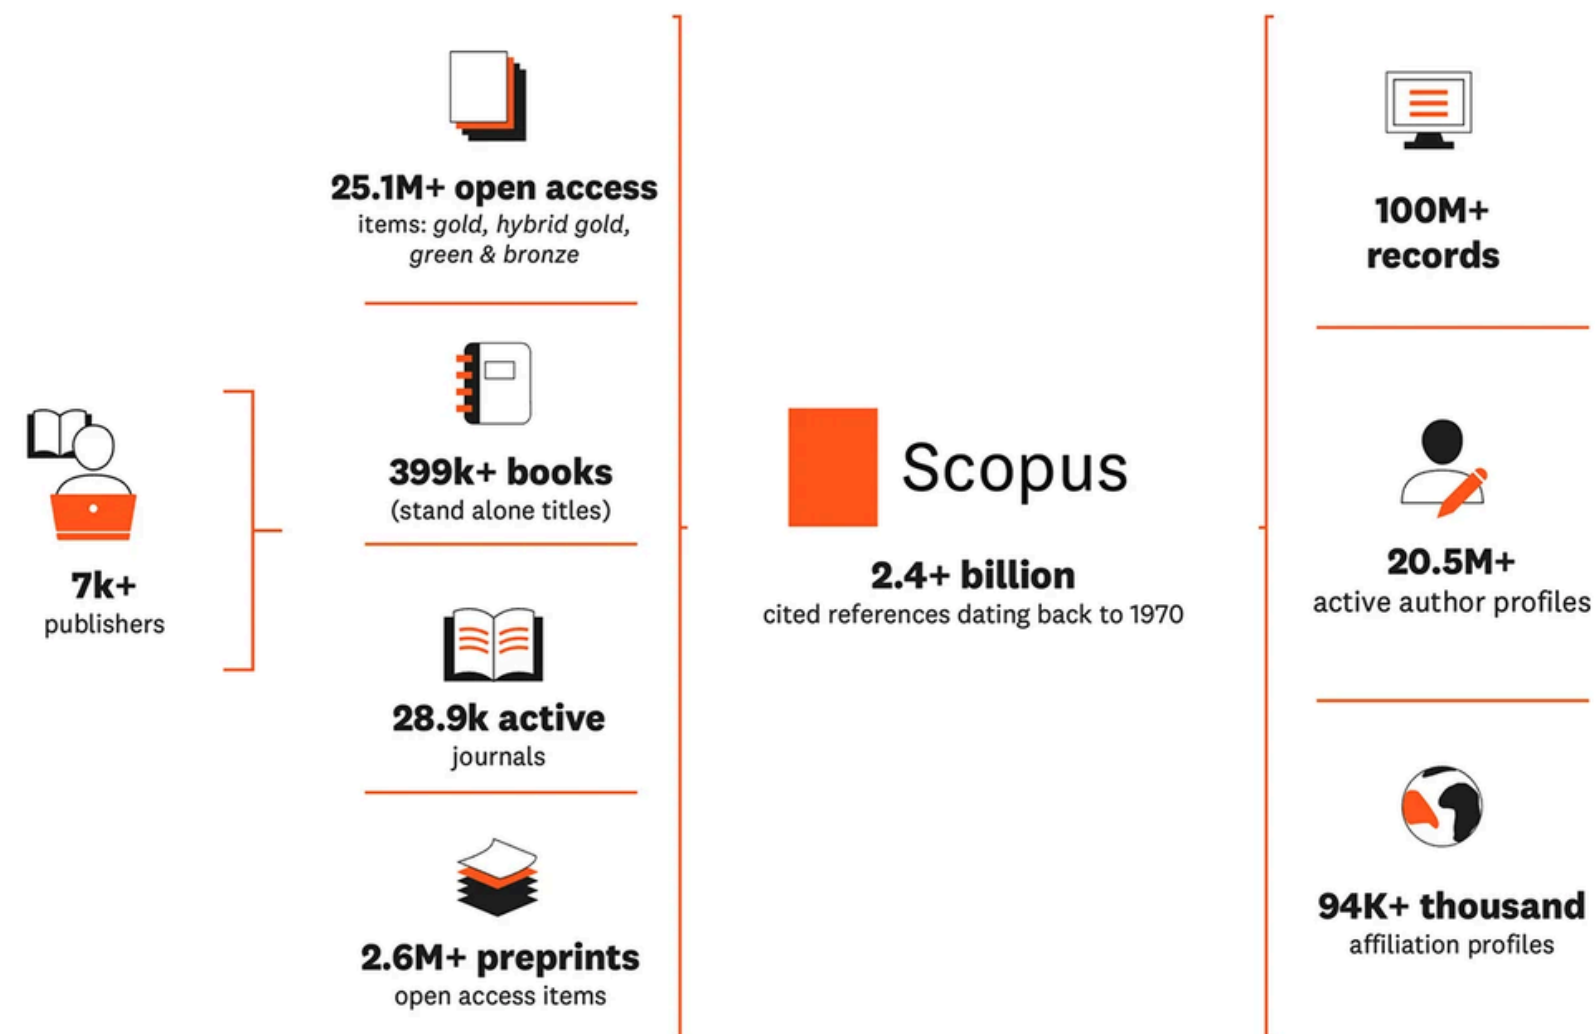 7k+
publishers
25.1M+ open access
items: gold, hybrid gold,
green & bronze
399k+ books
(stand alone titles)
28.9k active
journals
2.6M+ preprints
open access items
Scopus
2.4+ billion
cited references dating back to 1970
100M+
records
20.5M+
active author profiles
94K+ thousand
affiliation profiles